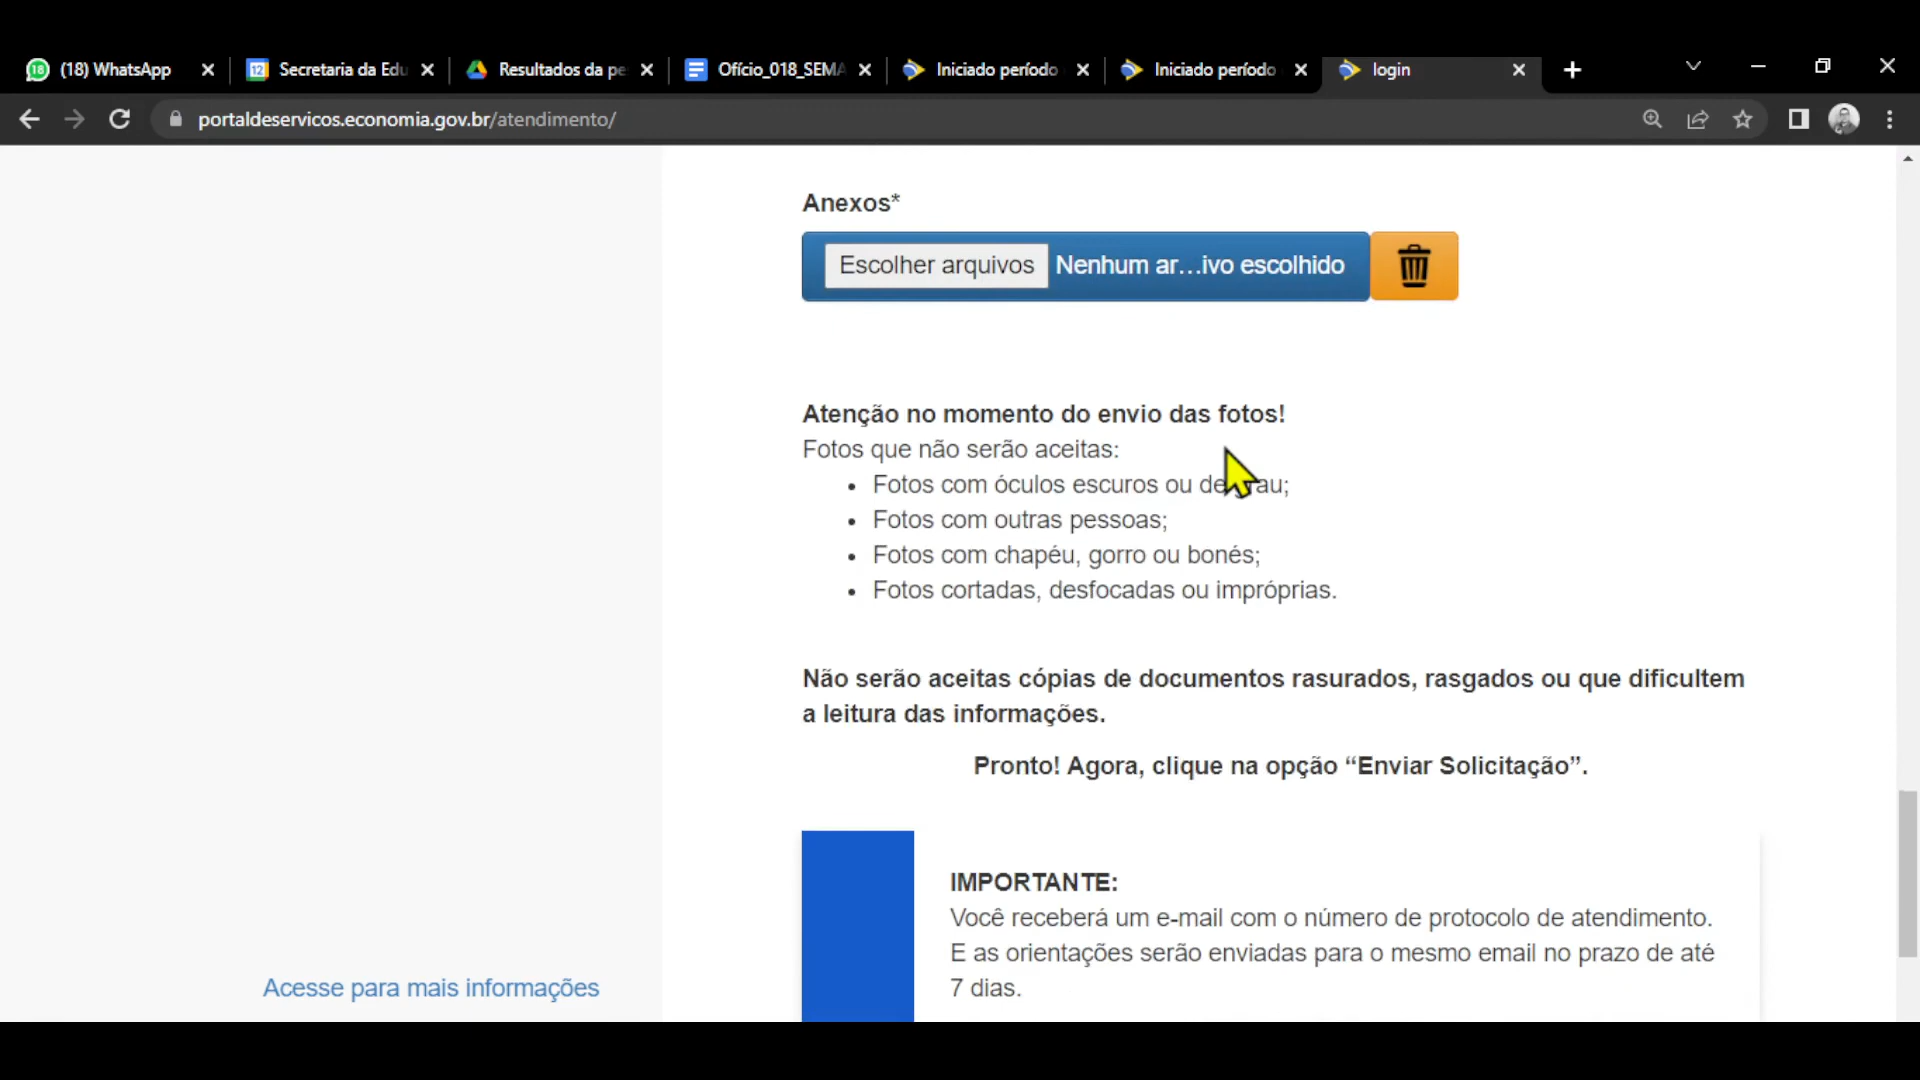 (18) WhatsApp
Secretaria da Edu
Resultados da pe
Ofício_018_SEMA
Iniciado período
Iniciado período
login
portaldeservicos.economia.gov.br/atendimento/
Anexos*
Escolher arquivos Nenhum ar...ivo escolhido
Atenção no momento do envio das fotos!
Fotos que não serão aceitas:
• Fotos com óculos escuros ou de grau;
• Fotos com outras pessoas;
• Fotos com chapéu, gorro ou bonés;
• Fotos cortadas, desfocadas ou impróprias.
Não serão aceitas cópias de documentos rasurados, rasgados ou que dificultem
a leitura das informações.
Pronto! Agora, clique na opção “Enviar Solicitação”.
IMPORTANTE:
Você receberá um e-mail com o número de protocolo de atendimento.
E as orientações serão enviadas para o mesmo email no prazo de até
7 dias.
Acesse para mais informações